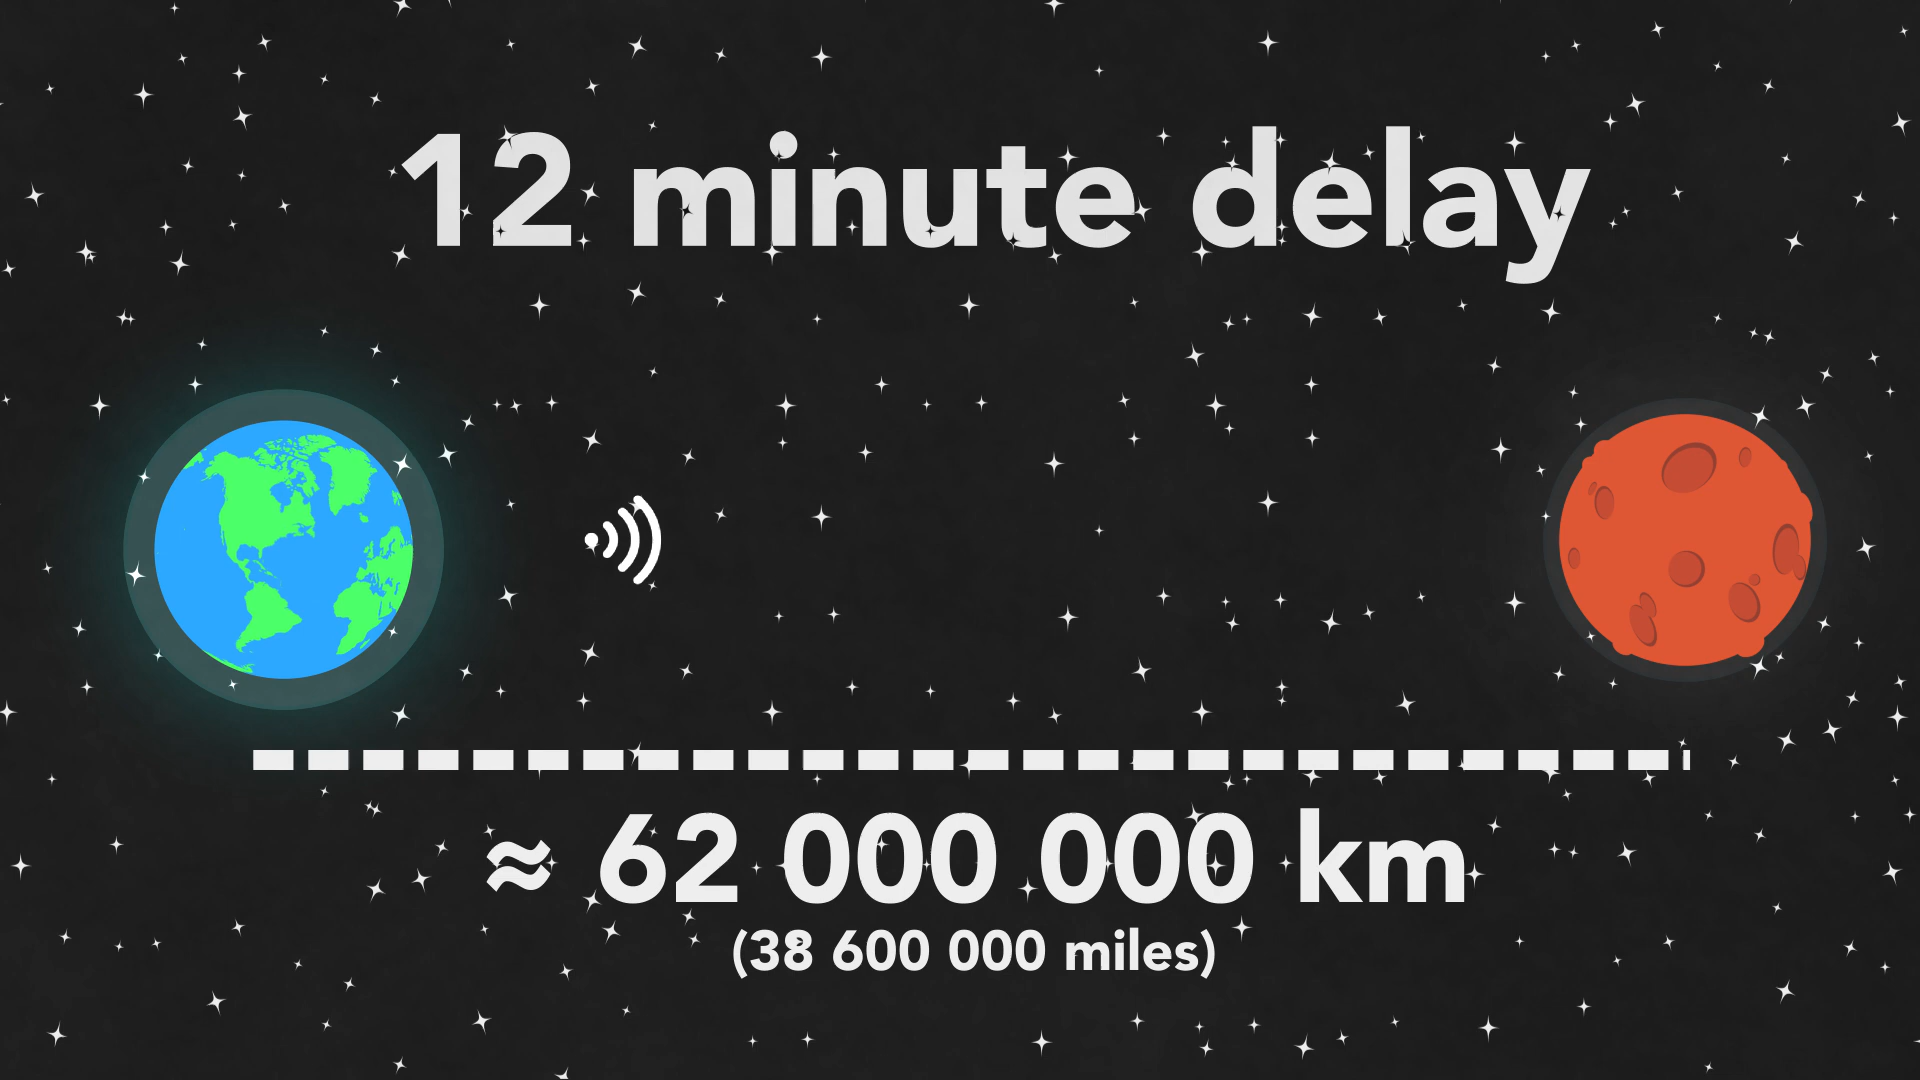 12 minute delay
≈ 62 000 000 km
(38 600 000 miles)